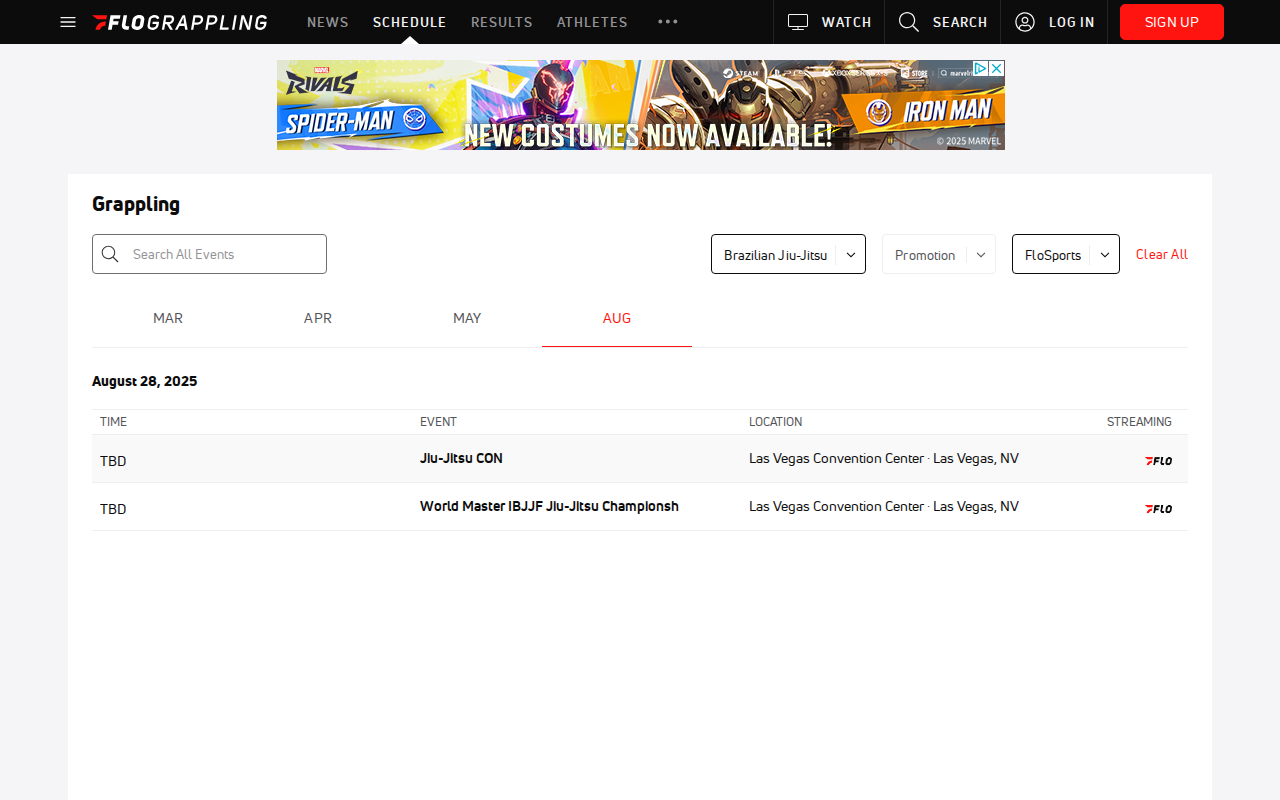 FLOGRAPPLING
NEWS
SCHEDULE
RESULTS
ATHLETES
WATCH
SEARCH
LOG IN
SIGN UP
MARVEL
RIVALS
STEAM
STORE
SPIDER-MAN
IRON MAN
NEW COSTUMES NOW AVAILABLE!
© 2025 MARVEL
Grappling
Search All Events
Brazilian Jiu-Jitsu
Promotion
FloSports
Clear All
MAR
APR
MAY
AUG
August 28, 2025
TIME EVENT LOCATION STREAMING
TBD Jiu-Jitsu CON Las Vegas Convention Center · Las Vegas, NV FLO
TBD World Master IBJJF Jiu-Jitsu Championsh Las Vegas Convention Center · Las Vegas, NV FLO